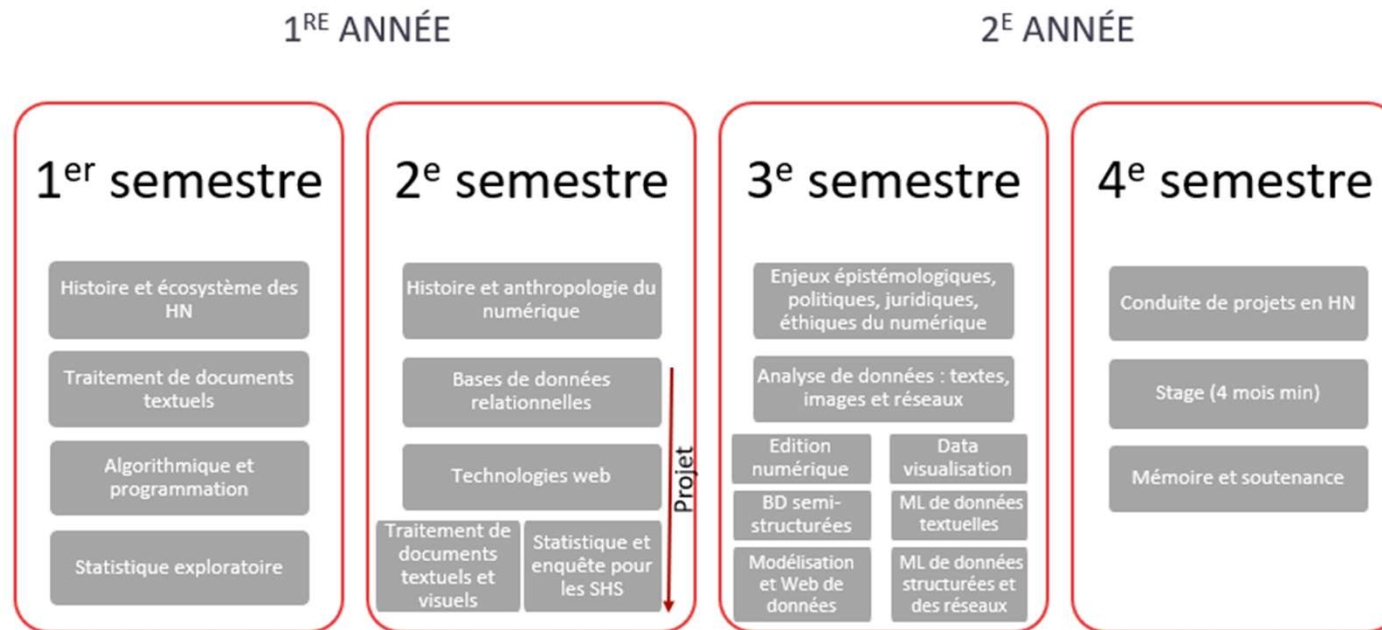 1RE ANNÉE
2E ANNÉE
1er semestre
Histoire et écosystème des
HN
Traitement de documents
textuels
Algorithmique et
programmation
Statistique exploratoire
2e semestre
Histoire et anthropologie du
numérique
Bases de données
relationnelles
Technologies web
Traitement de
documents
textuels et
visuels
Statistique et
enquête pour
les SHS
Projet
3e semestre
Enjeux épistémologiques,
politiques, juridiques,
éthiques du numérique
Analyse de données : textes,
images et réseaux
Edition
numérique
Data
visualisation
BD semi-
structurées
ML de données
textuelles
Modélisation
et Web de
données
ML de données
structurées et
des réseaux
4e semestre
Conduite de projets en HN
Stage (4 mois min)
Mémoire et soutenance